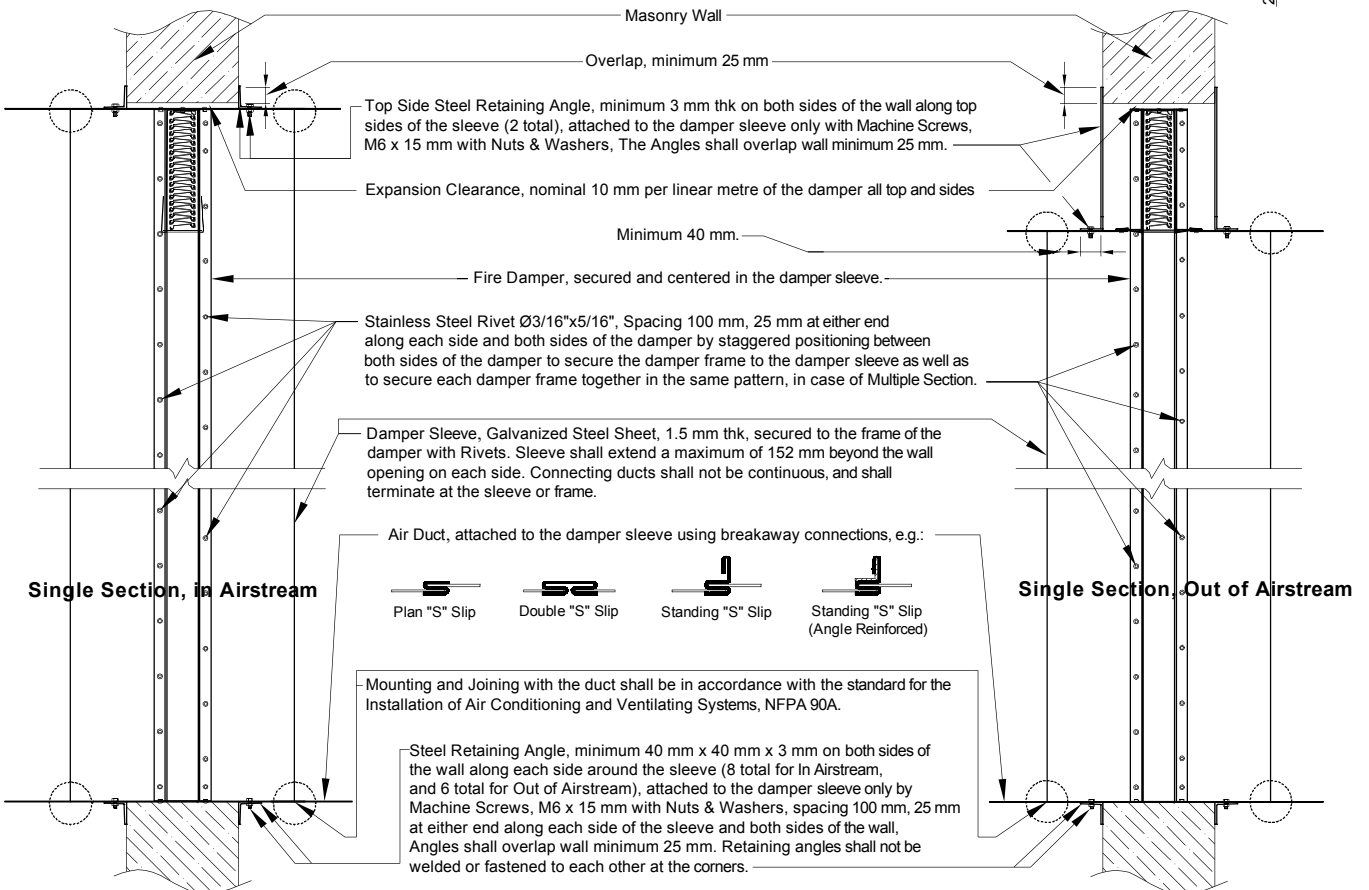 Masonry Wall
Overlap, minimum 25 mm
Top Side Steel Retaining Angle, minimum 3 mm thk on both sides of the wall along top
sides of the sleeve (2 total), attached to the damper sleeve only with Machine Screws,
M6 x 15 mm with Nuts & Washers, The Angles shall overlap wall minimum 25 mm.
Expansion Clearance, nominal 10 mm per linear metre of the damper all top and sides
Minimum 40 mm.
Fire Damper, secured and centered in the damper sleeve.
Stainless Steel Rivet Ø3/16"x5/16", Spacing 100 mm, 25 mm at either end
along each side and both sides of the damper by staggered positioning between
both sides of the damper to secure the damper frame to the damper sleeve as well as
to secure each damper frame together in the same pattern, in case of Multiple Section.
Damper Sleeve, Galvanized Steel Sheet, 1.5 mm thk, secured to the frame of the
damper with Rivets. Sleeve shall extend a maximum of 152 mm beyond the wall
opening on each side. Connecting ducts shall not be continuous, and shall
terminate at the sleeve or frame.
Air Duct, attached to the damper sleeve using breakaway connections, e.g.:
Single Section, in Airstream
Single Section, Out of Airstream
Plan "S" Slip
Double "S" Slip
Standing "S" Slip
Standing "S" Slip
(Angle Reinforced)
Mounting and Joining with the duct shall be in accordance with the standard for the
Installation of Air Conditioning and Ventilating Systems, NFPA 90A.
Steel Retaining Angle, minimum 40 mm x 40 mm x 3 mm on both sides of
the wall along each side around the sleeve (8 total for In Airstream,
and 6 total for Out of Airstream), attached to the damper sleeve only by
Machine Screws, M6 x 15 mm with Nuts & Washers, spacing 100 mm, 25 mm
at either end along each side of the sleeve and both sides of the wall,
Angles shall overlap wall minimum 25 mm. Retaining angles shall not be
welded or fastened to each other at the corners.